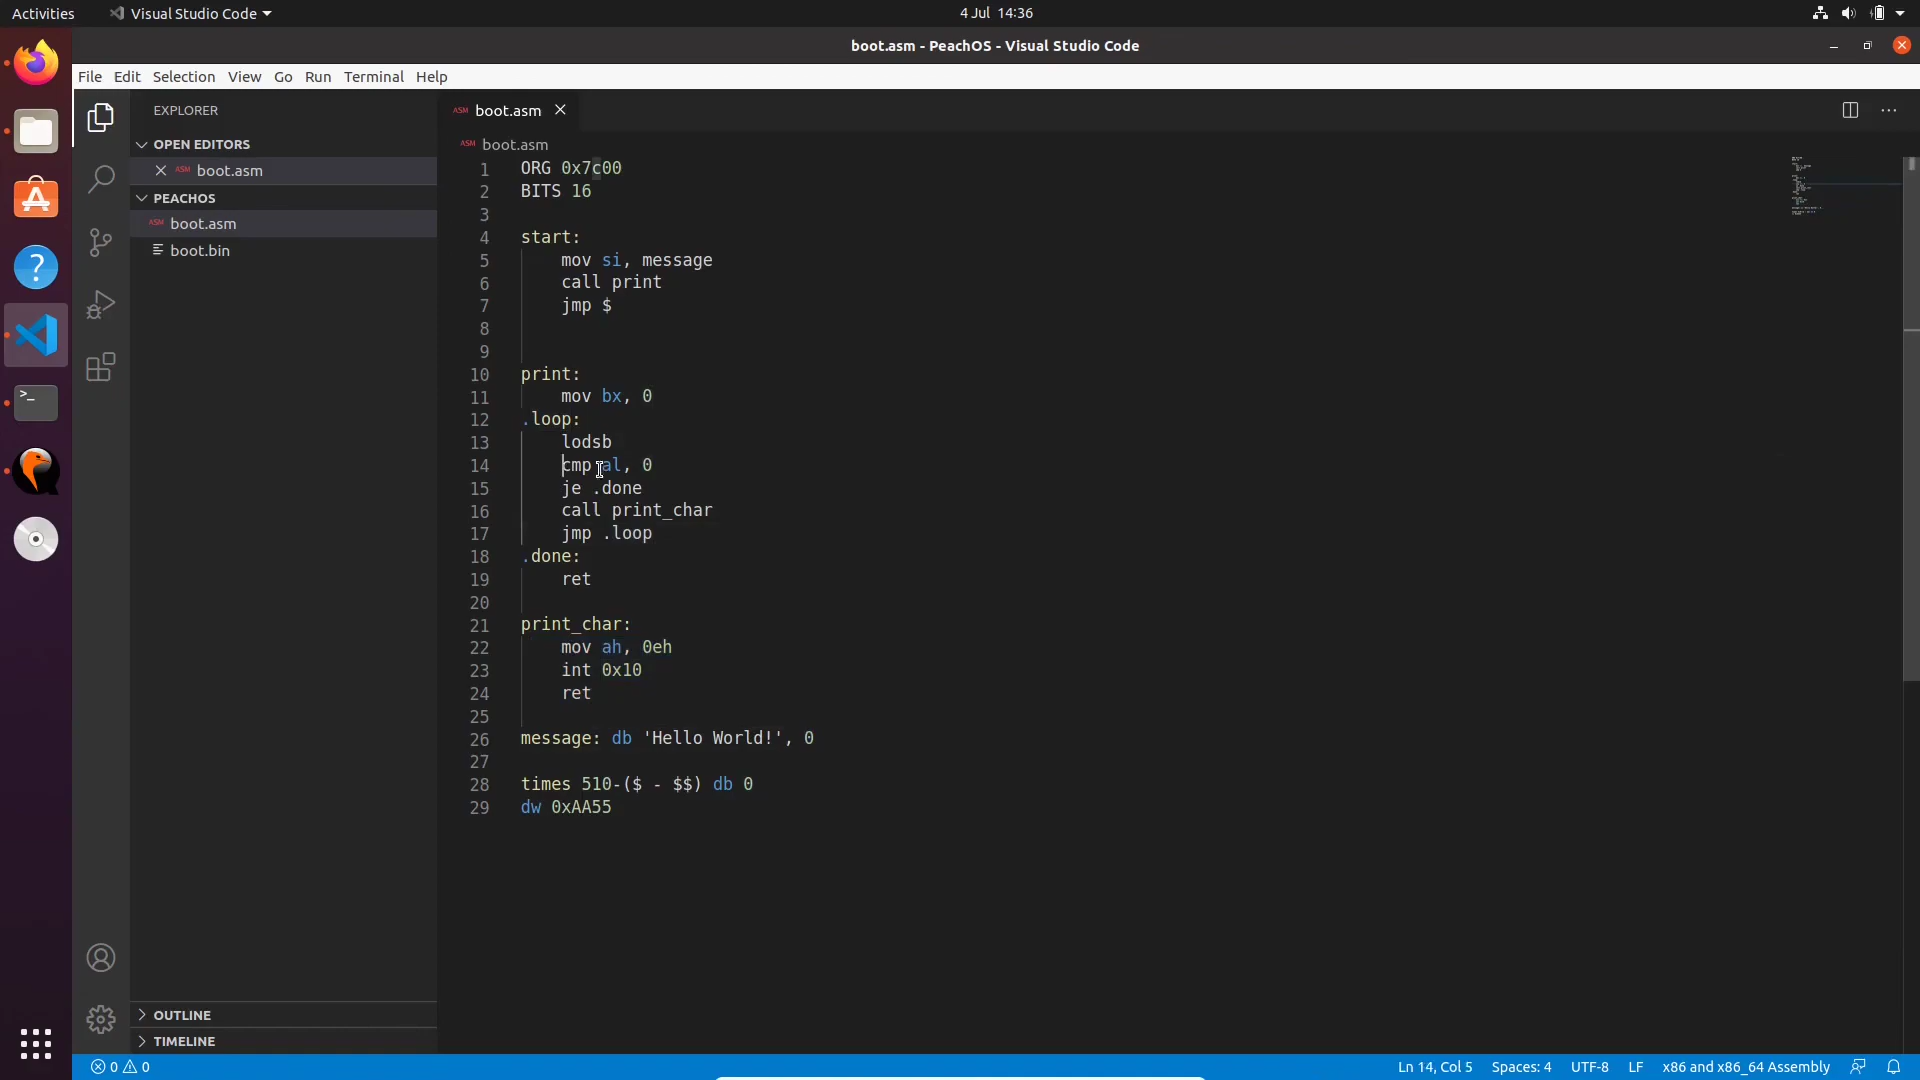 Activities
Visual Studio Code
4 Jul 14:36
boot.asm - PeachOS - Visual Studio Code
File Edit Selection View Go Run Terminal Help
EXPLORER
OPEN EDITORS
ASM boot.asm
PEACHOS
ASM boot.asm
boot.bin
OUTLINE
TIMELINE
ASM boot.asm
ASM boot.asm
1 ORG 0x7c00
2 BITS 16
3
4 start:
5 mov si, message
6 call print
7 jmp $
8
9
10 print:
11 mov bx, 0
12 .loop:
13 lodsb
14 cmp al, 0
15 je .done
16 call print_char
17 jmp .loop
18 .done:
19 ret
20
21 print_char:
22 mov ah, 0eh
23 int 0x10
24 ret
25
26 message: db 'Hello World!', 0
27
28 times 510-($ - $$) db 0
29 dw 0xAA55
0 0
Ln 14, Col 5 Spaces: 4 UTF-8 LF x86 and x86_64 Assembly